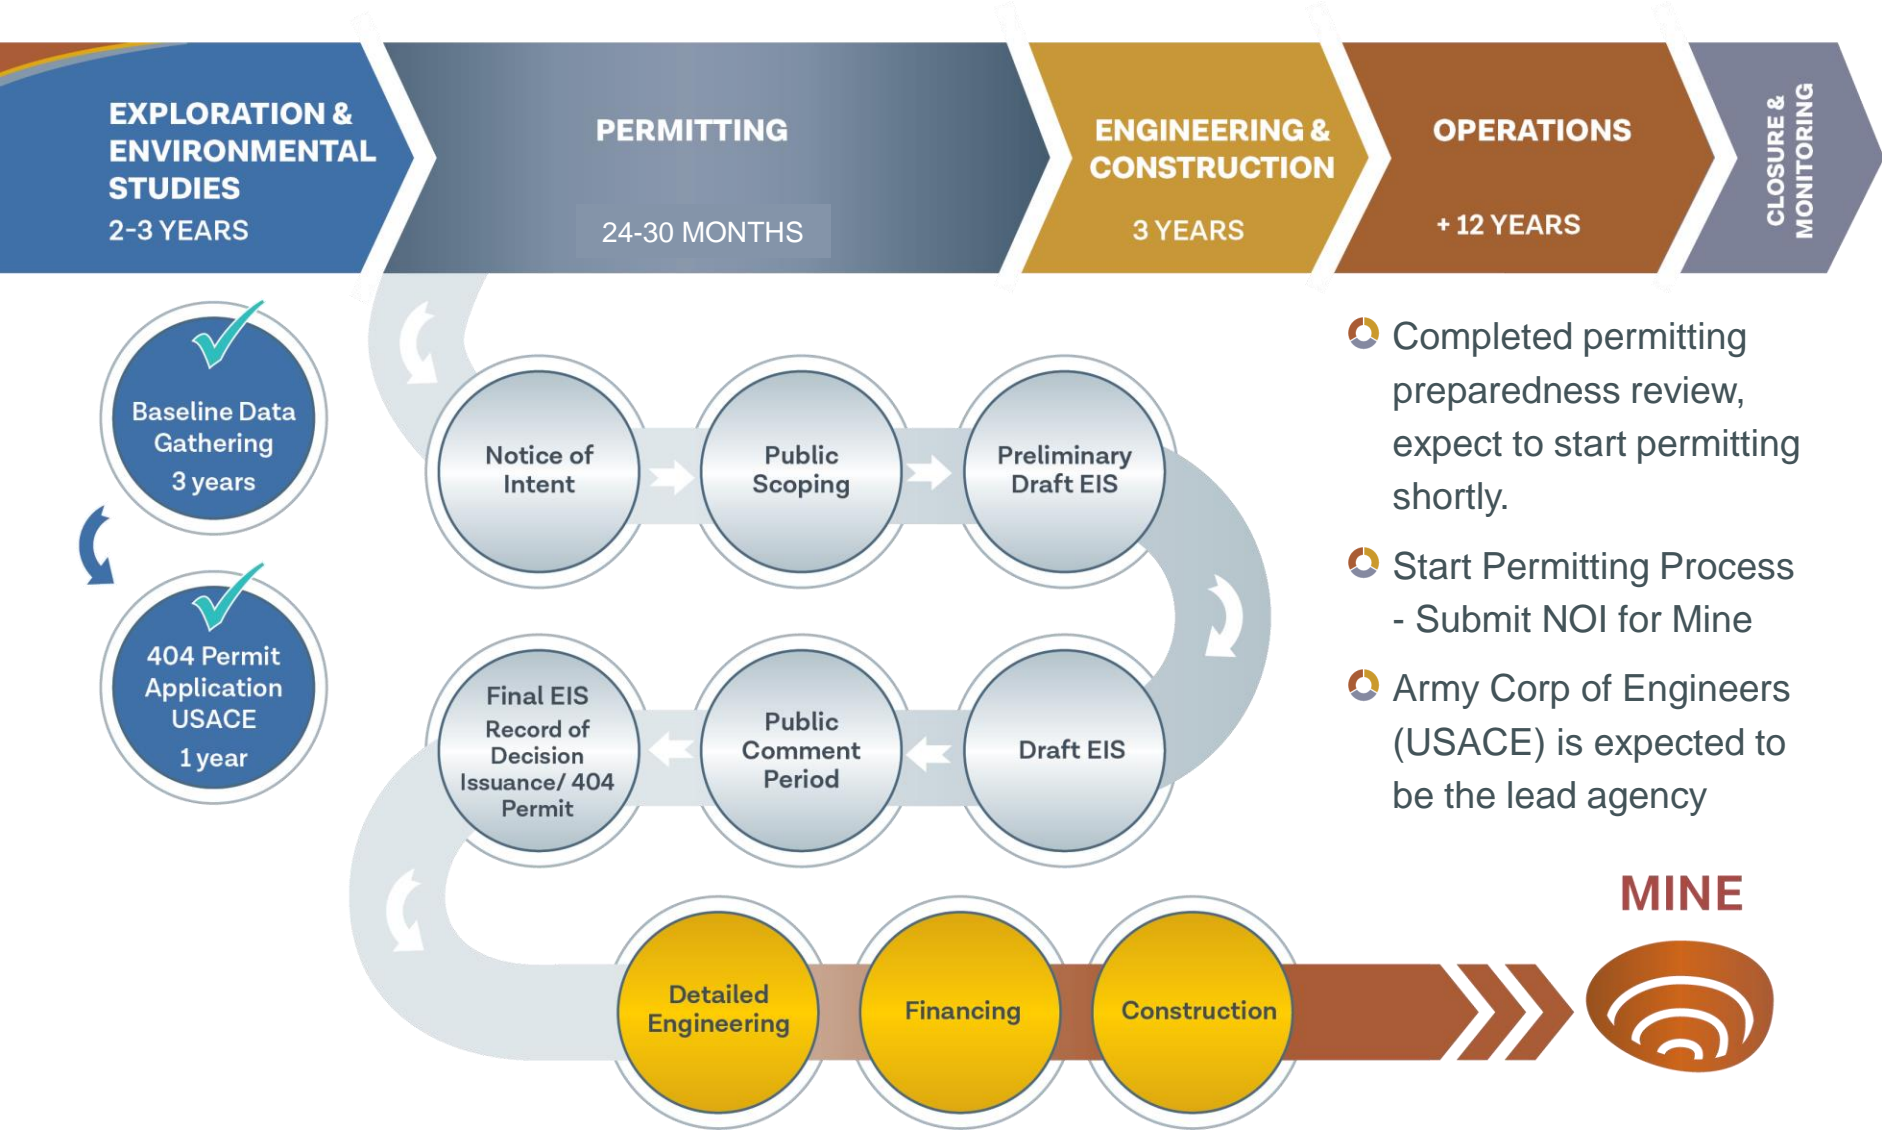 EXPLORATION &
ENVIRONMENTAL
STUDIES
2-3 YEARS
PERMITTING
24-30 MONTHS
ENGINEERING &
CONSTRUCTION
3 YEARS
OPERATIONS
+ 12 YEARS
CLOSURE &
MONITORING
Baseline Data
Gathering
3 years
404 Permit
Application
USACE
1 year
Notice of
Intent
Public
Scoping
Preliminary
Draft EIS
Draft EIS
Public
Comment
Period
Final EIS
Record of
Decision
Issuance/ 404
Permit
Detailed
Engineering
Financing
Construction
Completed permitting
preparedness review,
expect to start permitting
shortly.
Start Permitting Process
- Submit NOI for Mine
Army Corp of Engineers
(USACE) is expected to
be the lead agency
MINE